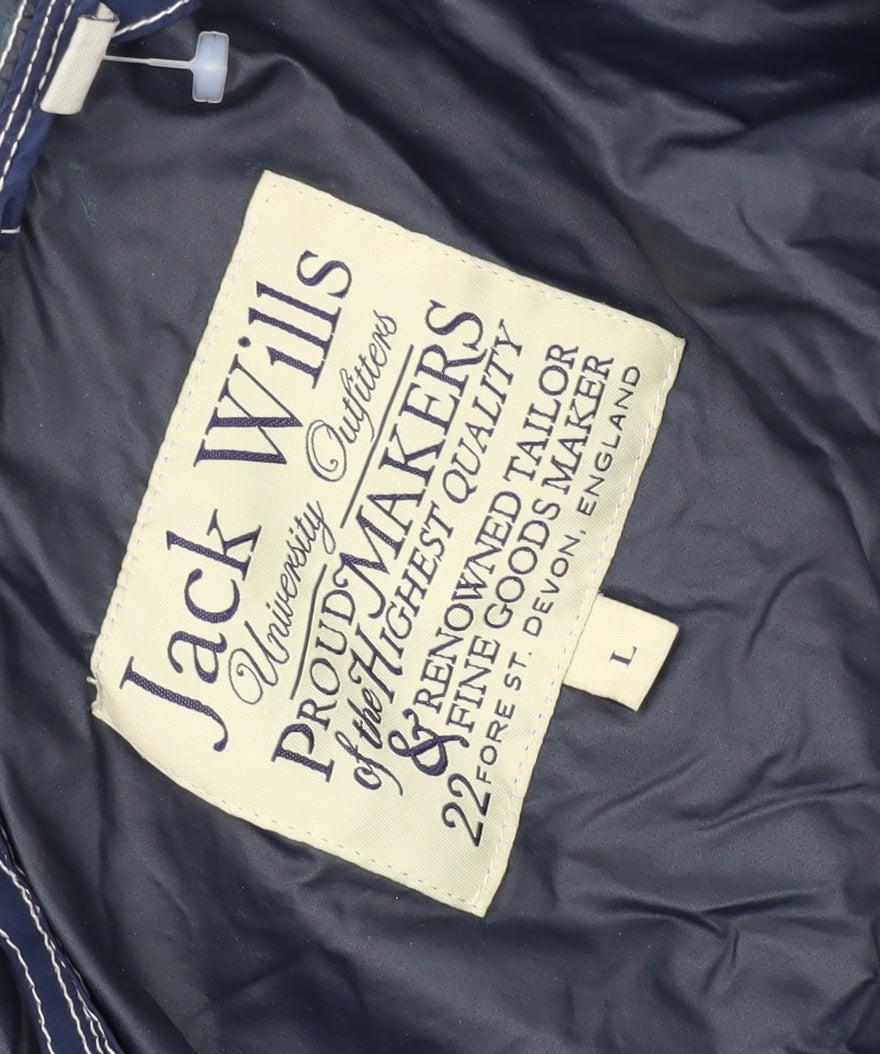 Jack Wills
University Outfitters
PROUD MAKERS
of the HIGHEST QUALITY
& RENOWNED TAILOR
FINE GOODS MAKER
22 FORE ST. DEVON, ENGLAND
L